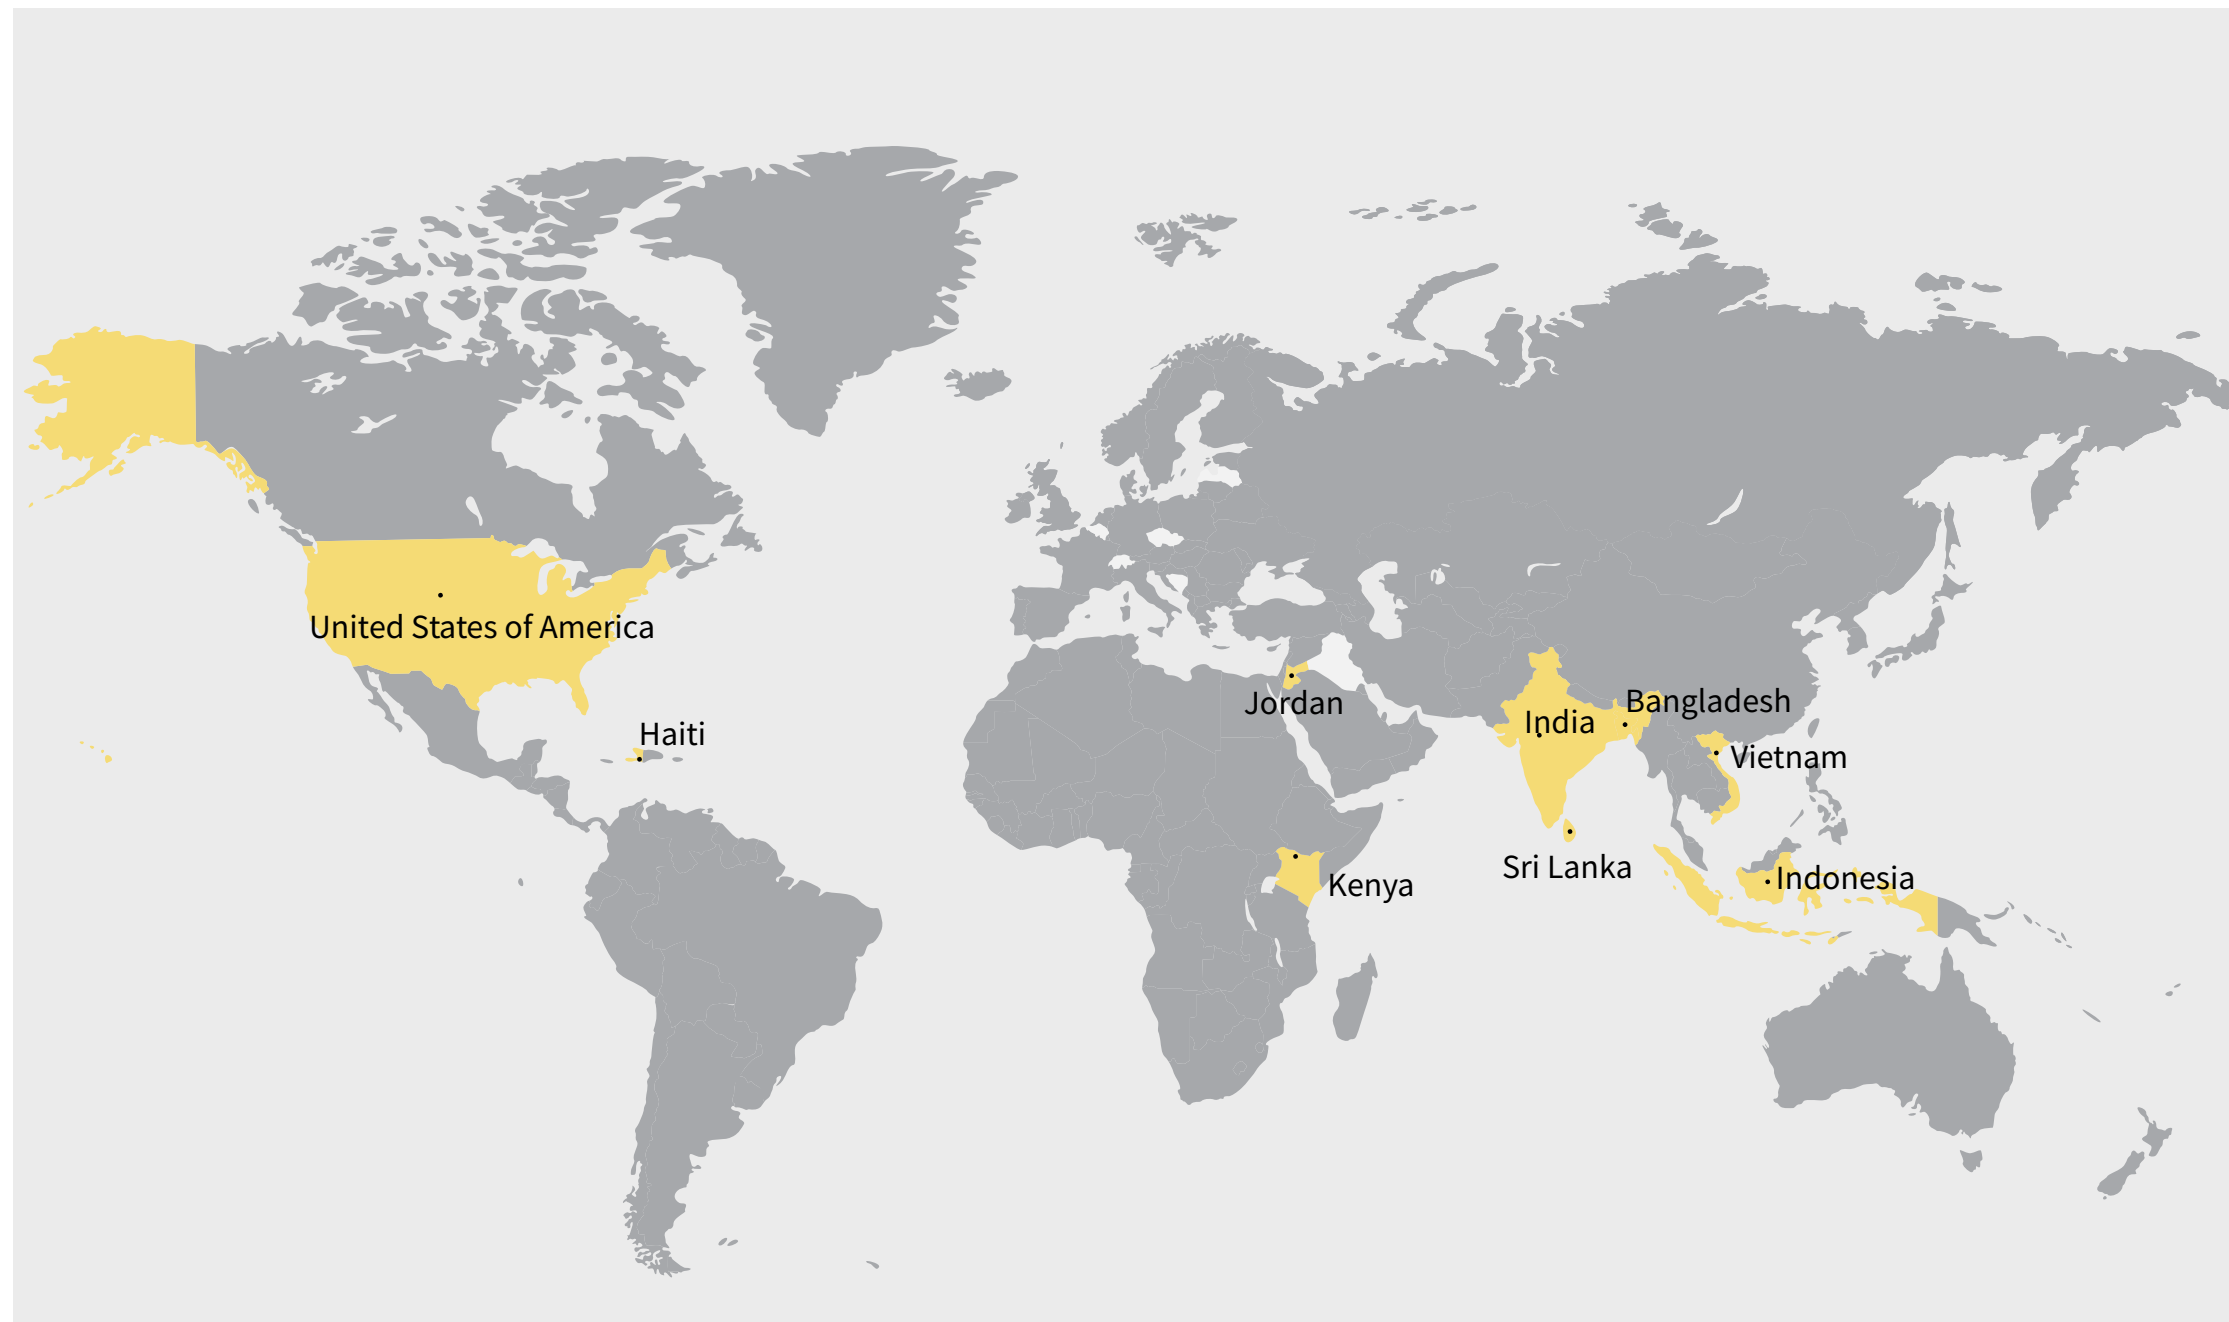 United States of America
Haiti
Jordan
Bangladesh
India
Vietnam
Sri Lanka
Kenya
Indonesia